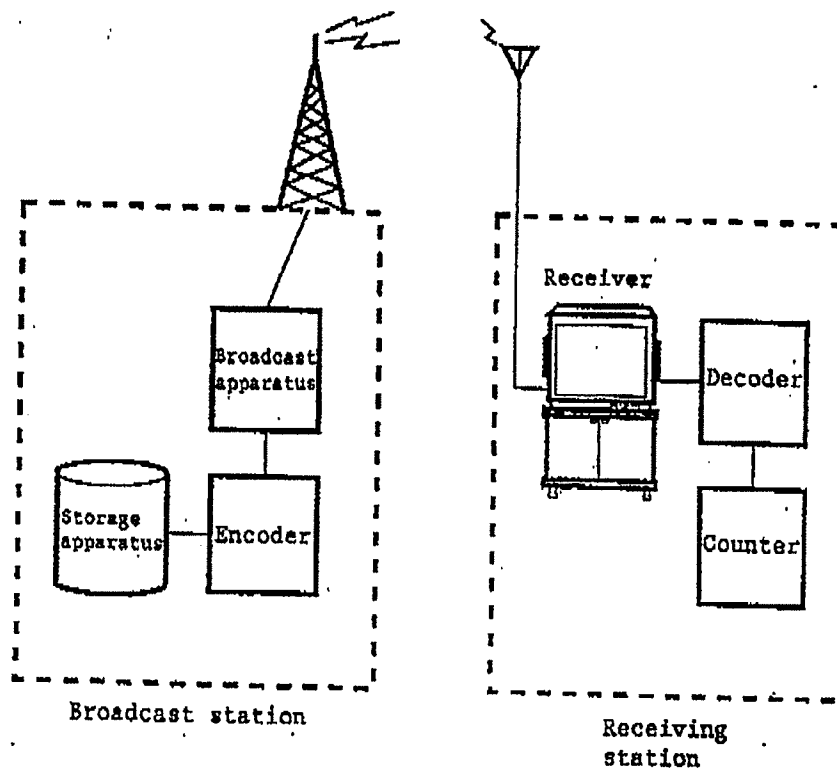 Receiver
Broadcast
apparatus
Decoder
Storage
apparatus
Encoder
Counter
Broadcast station
Receiving
station